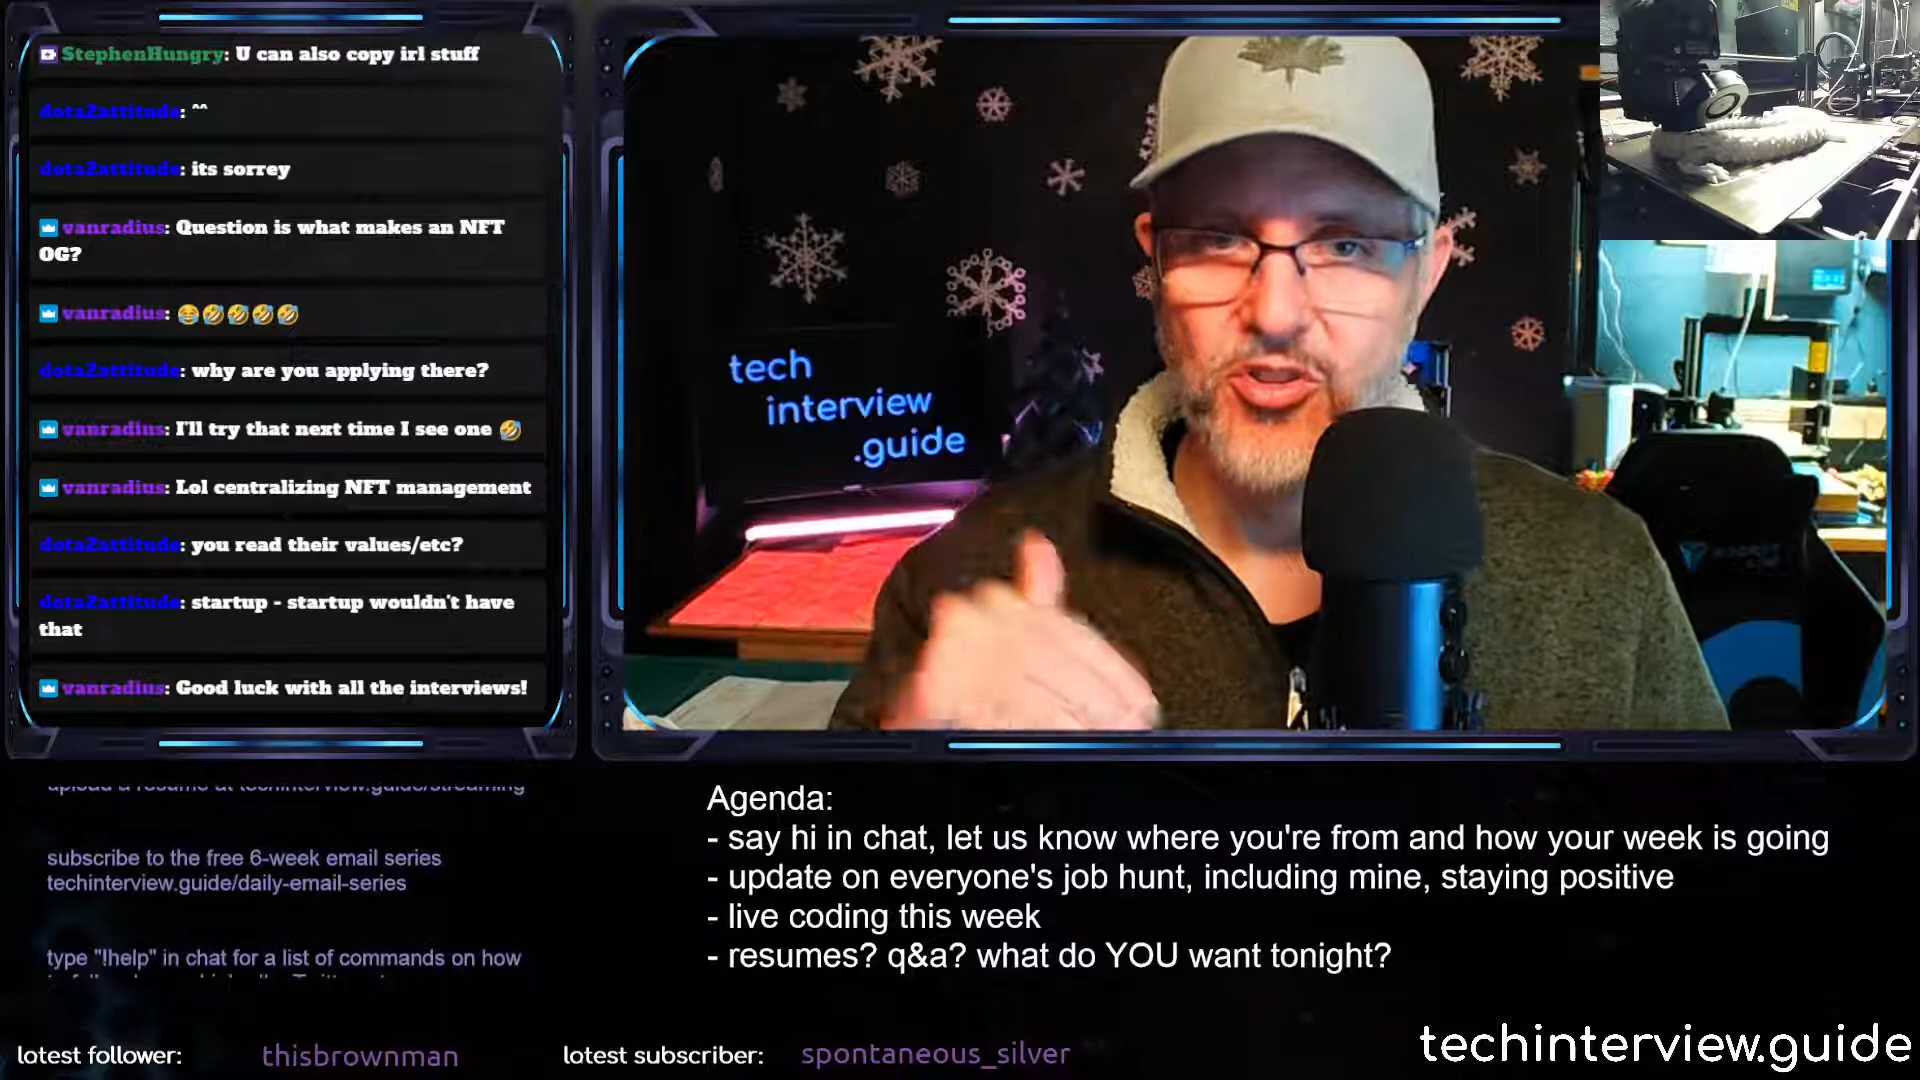 StephenHungry: U can also copy irl stuff
dota2attitude: ^^
dota2attitude: its sorrey
vanradius: Question is what makes an NFT
OG?
vanradius: 😂🤣🤣🤣🤣
dota2attitude: why are you applying there?
vanradius: I'll try that next time I see one 🤣
vanradius: Lol centralizing NFT management
dota2attitude: you read their values/etc?
dota2attitude: startup - startup wouldn't have
that
vanradius: Good luck with all the interviews!
tech
interview
.guide
upload a resume at techinterview.guide/streaming
subscribe to the free 6-week email series
techinterview.guide/daily-email-series
type "!help" in chat for a list of commands on how
Agenda:
- say hi in chat, let us know where you're from and how your week is going
- update on everyone's job hunt, including mine, staying positive
- live coding this week
- resumes? q&a? what do YOU want tonight?
latest follower: thisbrownman
latest subscriber: spontaneous_silver
techinterview.guide